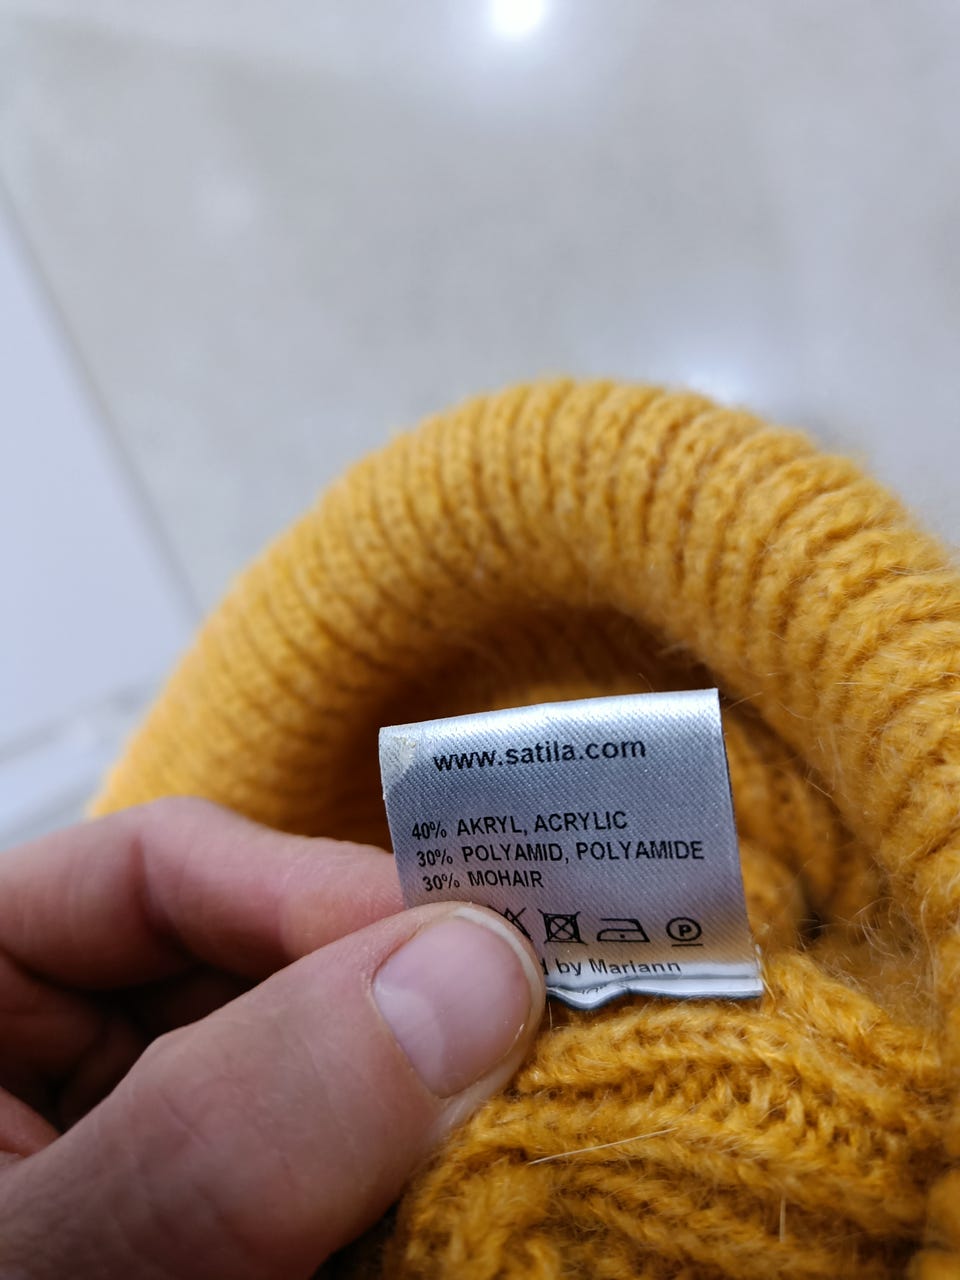 www.satila.com
40% AKRYL, ACRYLIC
30% POLYAMID, POLYAMIDE
30% MOHAIR
P
by Mariann